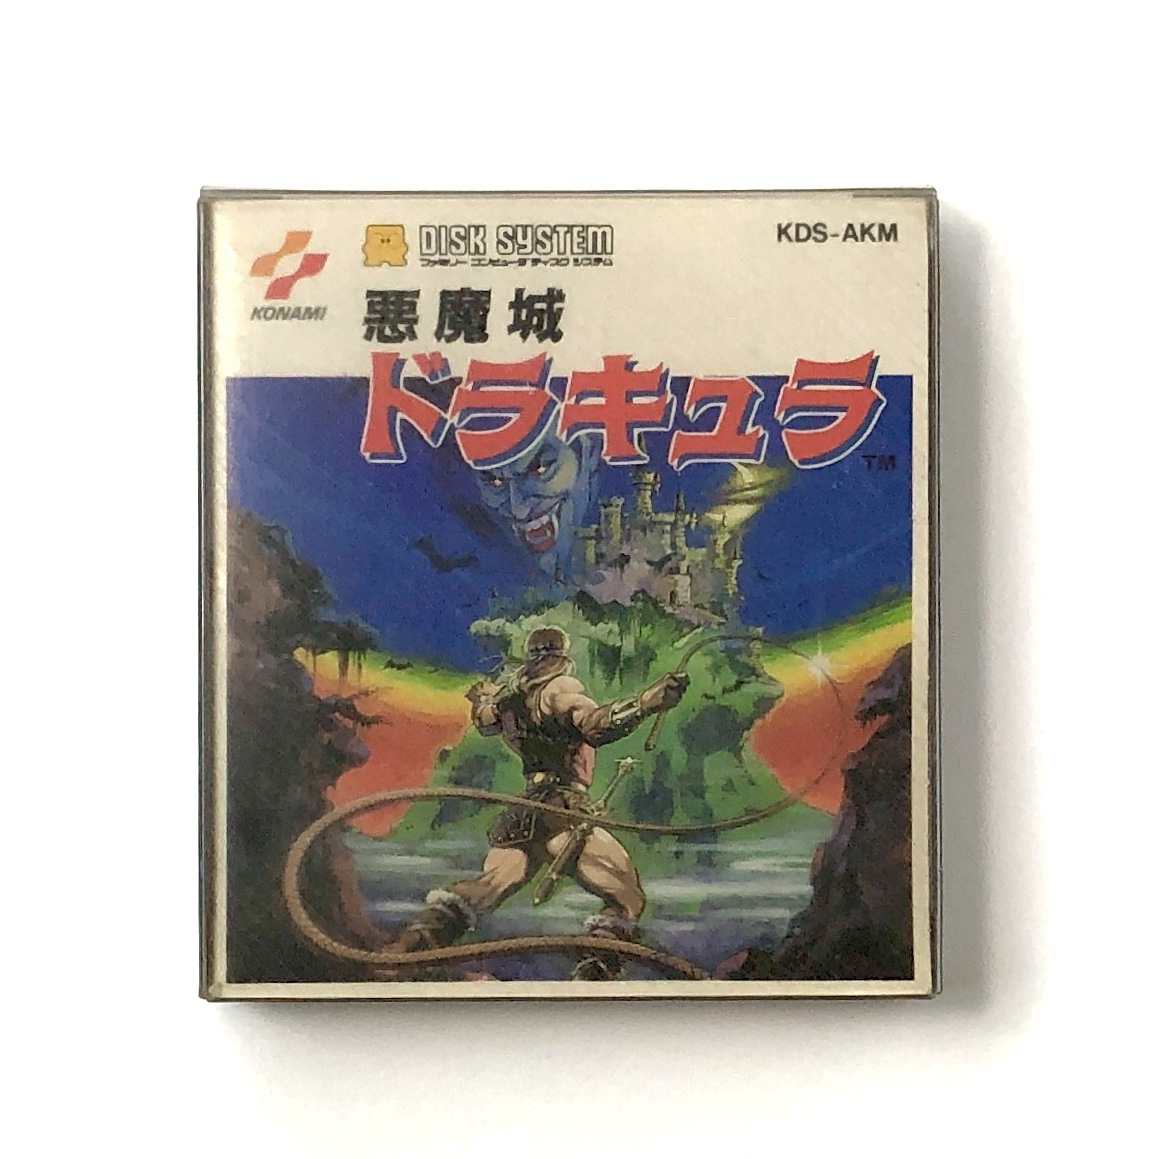 KONAMI
DISK SYSTEM
ファミリー コンピュータ ディスク システム
KDS-AKM
悪魔城
ドラキュラ
TM